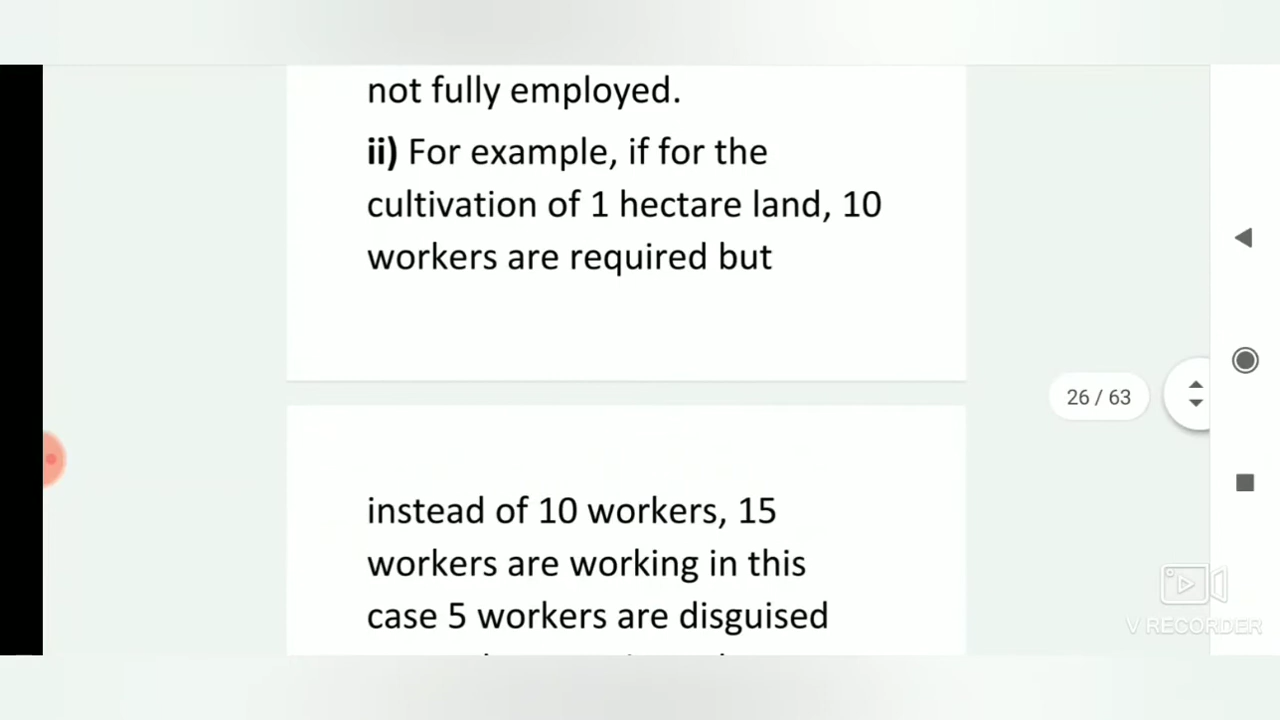 not fully employed.
ii) For example, if for the
cultivation of 1 hectare land, 10
workers are required but
26 / 63
instead of 10 workers, 15
workers are working in this
case 5 workers are disguised
V RECORDER